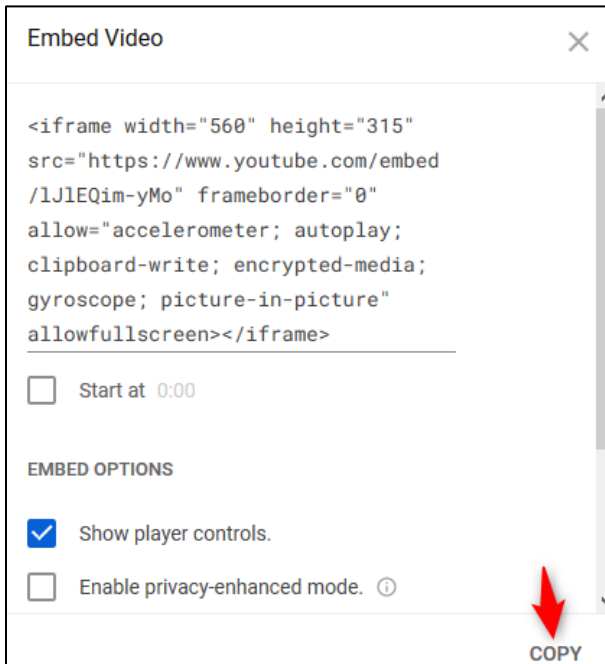 Embed Video
<iframe width="560" height="315"
src="https://www.youtube.com/embed
/lJlEQim-yMo" frameborder="0"
allow="accelerometer; autoplay;
clipboard-write; encrypted-media;
gyroscope; picture-in-picture"
allowfullscreen></iframe>
Start at 0:00
EMBED OPTIONS
Show player controls.
Enable privacy-enhanced mode.
COPY